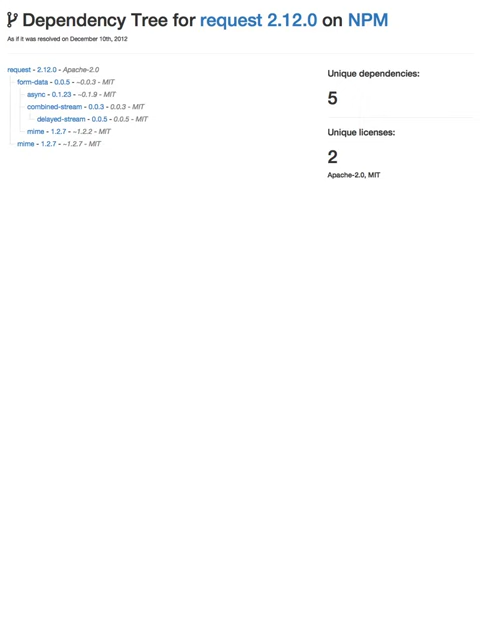 Dependency Tree for request 2.12.0 on NPM
As if it was resolved on December 10th, 2012
request - 2.12.0 - Apache-2.0
form-data - 0.0.5 - ~0.0.3 - MIT
async - 0.1.23 - ~0.1.9 - MIT
combined-stream - 0.0.3 - 0.0.3 - MIT
delayed-stream - 0.0.5 - 0.0.5 - MIT
mime - 1.2.7 - ~1.2.2 - MIT
mime - 1.2.7 - ~1.2.7 - MIT
Unique dependencies:
5
Unique licenses:
2
Apache-2.0, MIT